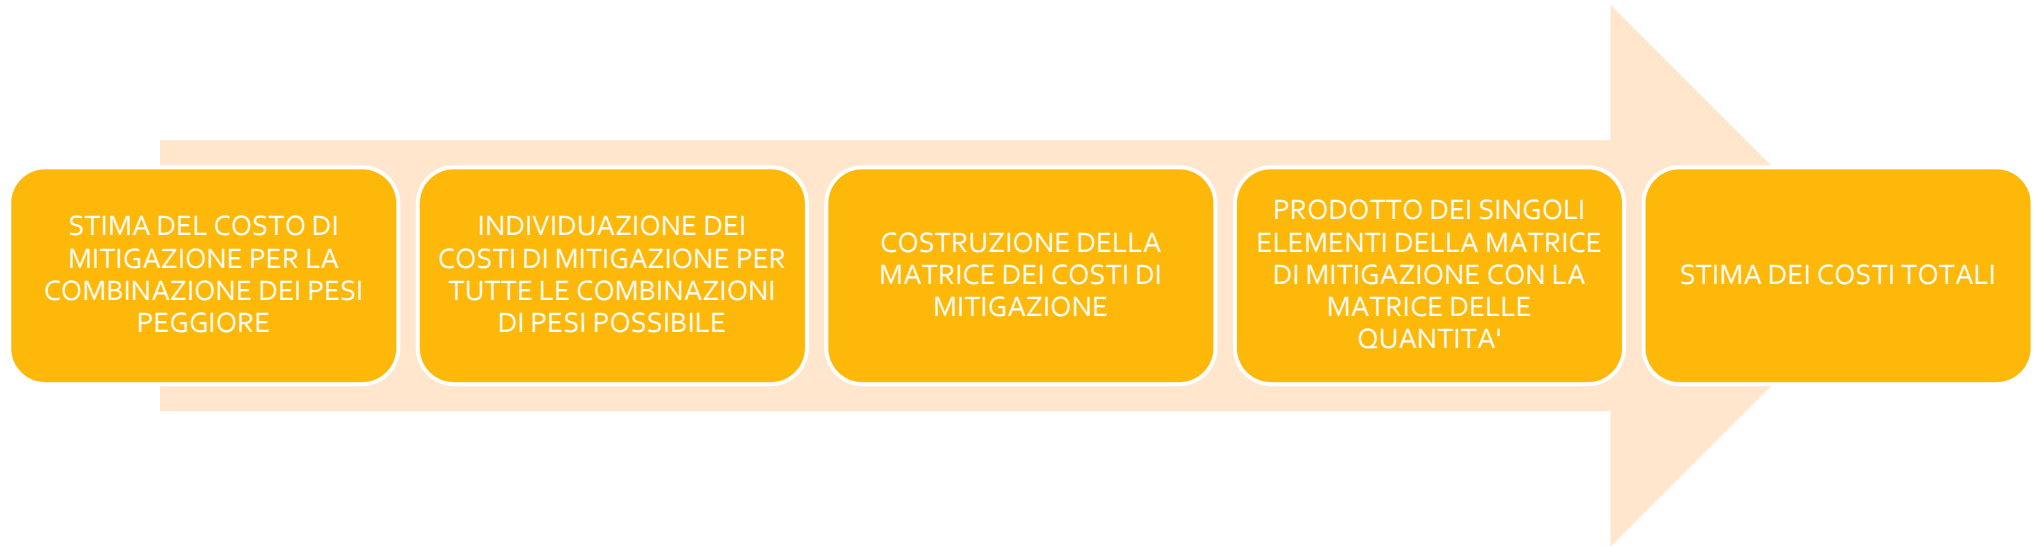 STIMA DEL COSTO DI
MITIGAZIONE PER LA
COMBINAZIONE DEI PESI
PEGGIORE
INDIVIDUAZIONE DEI
COSTI DI MITIGAZIONE PER
TUTTE LE COMBINAZIONI
DI PESI POSSIBILE
COSTRUZIONE DELLA
MATRICE DEI COSTI DI
MITIGAZIONE
PRODOTTO DEI SINGOLI
ELEMENTI DELLA MATRICE
DI MITIGAZIONE CON LA
MATRICE DELLE
QUANTITA'
STIMA DEI COSTI TOTALI